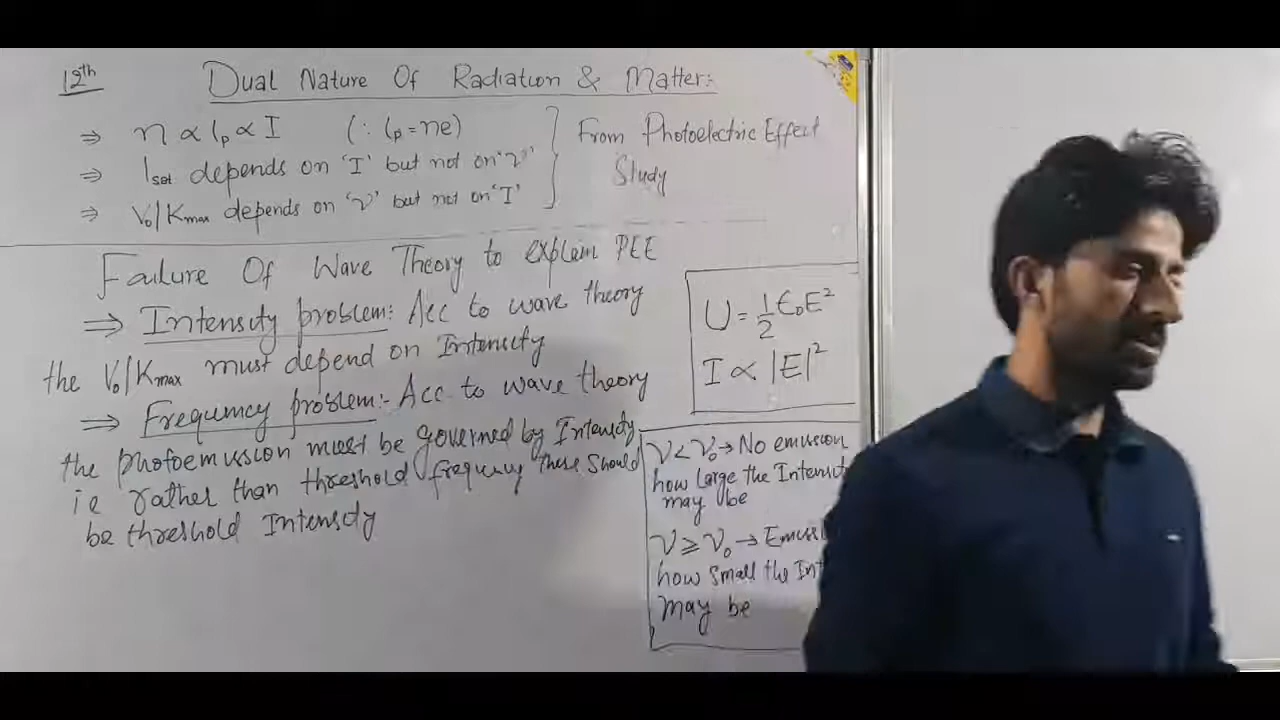 12th
Dual Nature Of Radiation & Matter:
⇒ n ∝ ip ∝ I (∵ ip = ne)
⇒ Isat depends on 'I' but not on 'ν'
⇒ V₀/Kmax depends on 'ν' but not on 'I'
From Photoelectric Effect
Study
Failure Of Wave Theory to explain PEE
⇒ Intensity problem: Acc to wave theory
the V₀/Kmax must depend on Intensity
⇒ Frequency problem:- Acc to wave theory
the photoemission must be governed by Intensity
ie rather than threshold frequency there should
be threshold Intensity
U = 1/2 ϵ₀E²
I ∝ |E|²
ν < ν₀ → No emission
how large the Intensity
may be
ν ≥ ν₀ →
how small the
may be